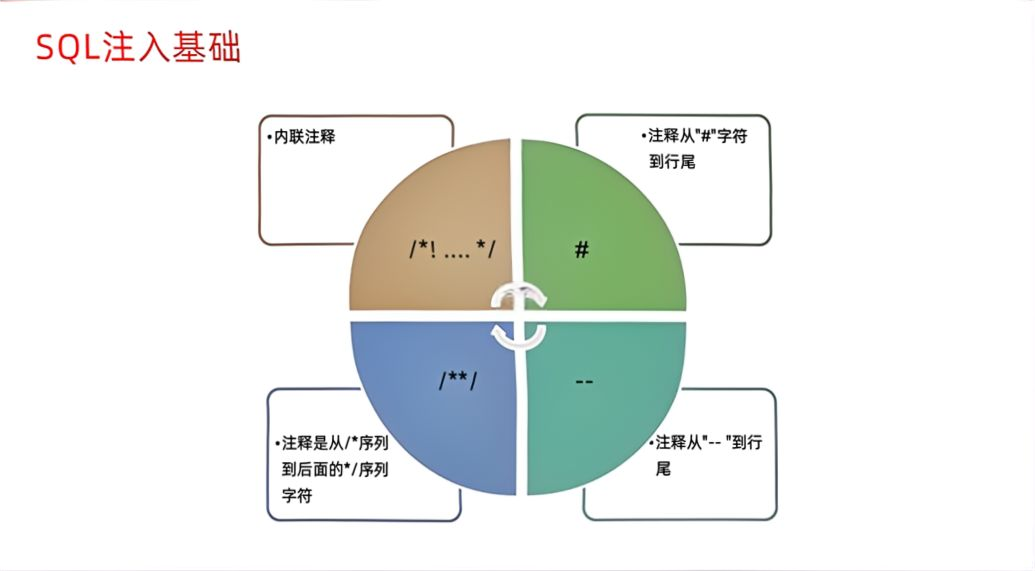 SQL注入基础
•内联注释
•注释从"#"字符
到行尾
/*! .... */
#
/**/
--
•注释是从/*序列
到后面的*/序列
字符
•注释从"-- "到行
尾